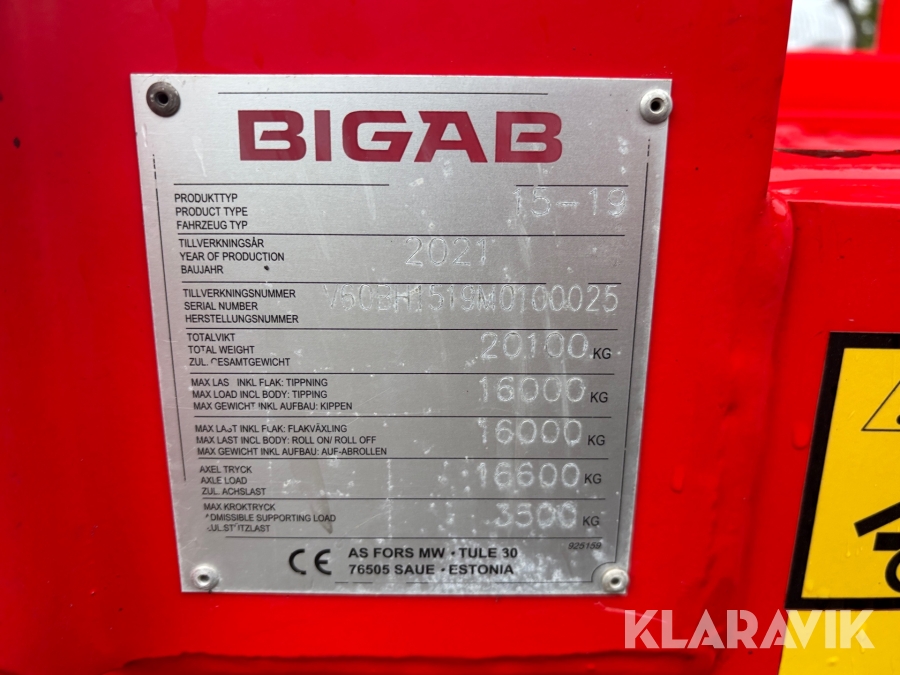 BIGAB
PRODUKTTYP
PRODUCT TYPE
FAHRZEUG TYP
15-19
TILLVERKNINGSÅR
YEAR OF PRODUCTION
BAUJAHR
2021
TILLVERKNINGSNUMMER
SERIAL NUMBER
HERSTELLUNGSNUMMER
V60BH1519M0100025
TOTALVIKT
TOTAL WEIGHT
ZUL. GESAMTGEWICHT
20100 KG
MAX LAS INKL FLAK: TIPPNING
MAX LOAD INCL BODY: TIPPING
MAX GEWICHT INKL AUFBAU: KIPPEN
16000 KG
MAX LAST INKL FLAK: FLAKVÄXLING
MAX LAST INCL BODY: ROLL ON/ ROLL OFF
MAX GEWICHT INKL AUFBAU: AUF-ABROLLEN
16000 KG
AXEL TRYCK
AXLE LOAD
ZUL. ACHSLAST
16600 KG
MAX KROKTRYCK
ADMISSIBLE SUPPORTING LOAD
ZUL. STÜTZLAST
3500 KG
925159
CE AS FORS MW · TULE 30
76505 SAUE · ESTONIA
KLARAVIK